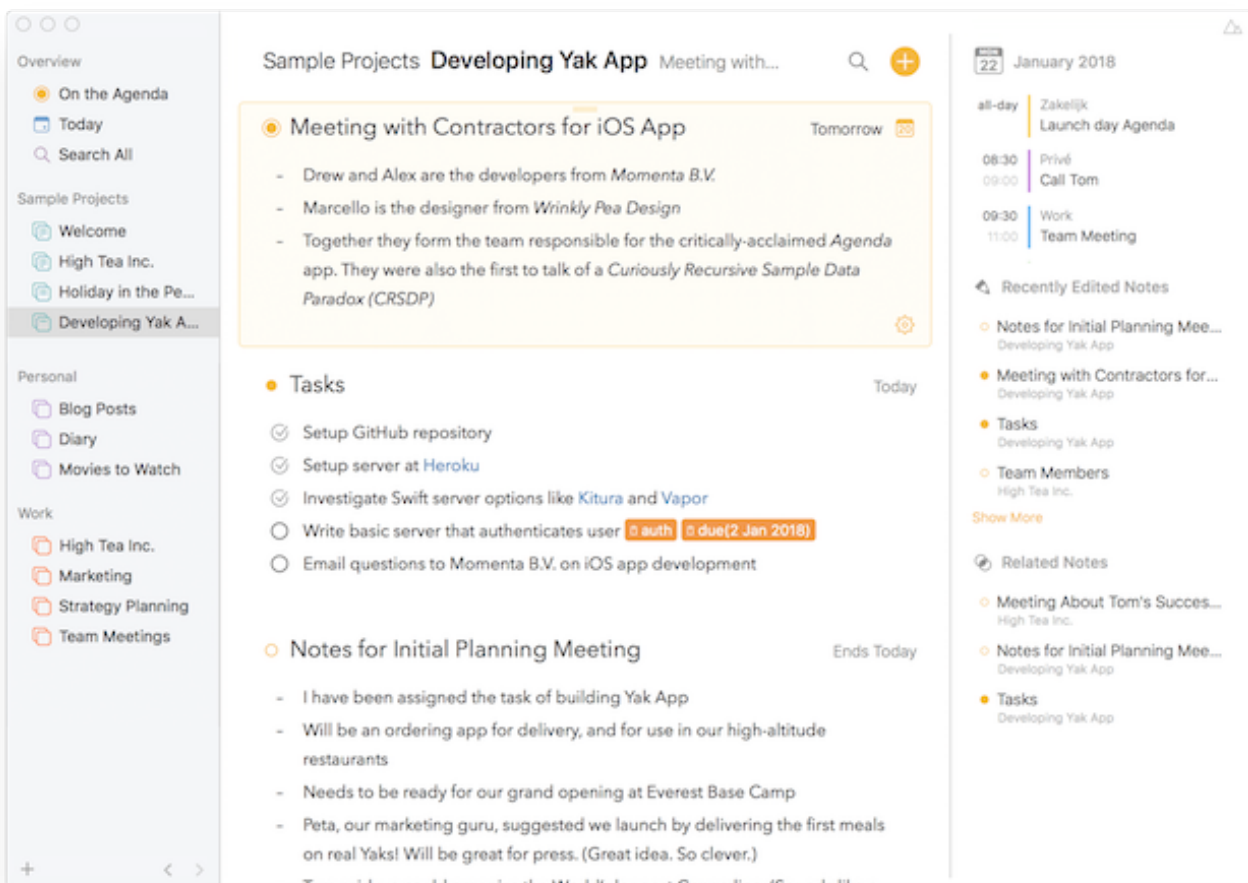 Overview
On the Agenda
Today
Search All
Sample Projects
Welcome
High Tea Inc.
Holiday in the Pe...
Developing Yak A...
Personal
Blog Posts
Diary
Movies to Watch
Work
High Tea Inc.
Marketing
Strategy Planning
Team Meetings
Sample Projects Developing Yak App Meeting with...
Meeting with Contractors for iOS App Tomorrow 20
- Drew and Alex are the developers from Momenta B.V.
- Marcello is the designer from Wrinkly Pea Design
- Together they form the team responsible for the critically-acclaimed Agenda
app. They were also the first to talk of a Curiously Recursive Sample Data
Paradox (CRSDP)
Tasks Today
Setup GitHub repository
Setup server at Heroku
Investigate Swift server options like Kitura and Vapor
Write basic server that authenticates user auth due(2 Jan 2018)
Email questions to Momenta B.V. on iOS app development
Notes for Initial Planning Meeting Ends Today
- I have been assigned the task of building Yak App
- Will be an ordering app for delivery, and for use in our high-altitude
restaurants
- Needs to be ready for our grand opening at Everest Base Camp
- Peta, our marketing guru, suggested we launch by delivering the first meals
on real Yaks! Will be great for press. (Great idea. So clever.)
MON
22 January 2018
all-day Zakelijk
Launch day Agenda
08:30 Privé
09:00 Call Tom
09:30 Work
11:00 Team Meeting
Recently Edited Notes
Notes for Initial Planning Mee...
Developing Yak App
Meeting with Contractors for...
Developing Yak App
Tasks
Developing Yak App
Team Members
High Tea Inc.
Show More
Related Notes
Meeting About Tom's Succes...
High Tea Inc.
Notes for Initial Planning Mee...
Developing Yak App
Tasks
Developing Yak App